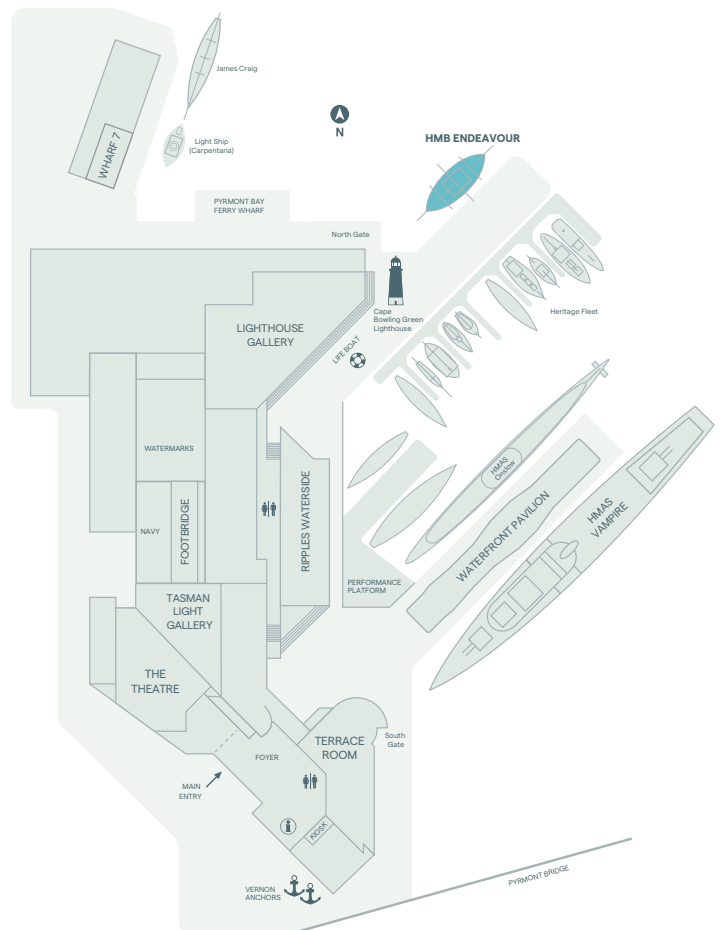 James Craig
WHARF 7
Light Ship
(Carpentaria)
N
HMB ENDEAVOUR
PYRMONT BAY
FERRY WHARF
North Gate
Cape
Bowling Green
Lighthouse
Heritage Fleet
LIGHTHOUSE
GALLERY
LIFE BOAT
WATERMARKS
HMAS
Onslow
NAVY
FOOTBRIDGE
RIPPLES WATERSIDE
WATERFRONT PAVILION
HMAS
VAMPIRE
PERFORMANCE
PLATFORM
TASMAN
LIGHT
GALLERY
THE
THEATRE
TERRACE
ROOM
South
Gate
FOYER
MAIN
ENTRY
KIOSK
VERNON
ANCHORS
PYRMONT BRIDGE